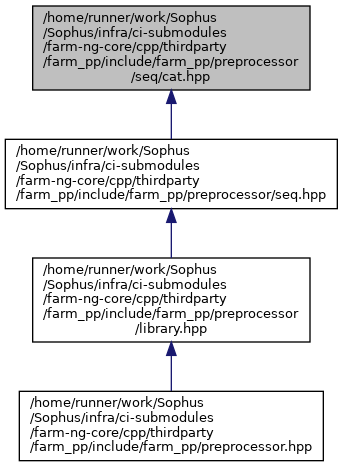 /home/runner/work/Sophus
/Sophus/infra/ci-submodules
/farm-ng-core/cpp/thirdparty
/farm_pp/include/farm_pp/preprocessor
/seq/cat.hpp
/home/runner/work/Sophus
/Sophus/infra/ci-submodules
/farm-ng-core/cpp/thirdparty
/farm_pp/include/farm_pp/preprocessor/seq.hpp
/home/runner/work/Sophus
/Sophus/infra/ci-submodules
/farm-ng-core/cpp/thirdparty
/farm_pp/include/farm_pp/preprocessor
/library.hpp
/home/runner/work/Sophus
/Sophus/infra/ci-submodules
/farm-ng-core/cpp/thirdparty
/farm_pp/include/farm_pp/preprocessor.hpp